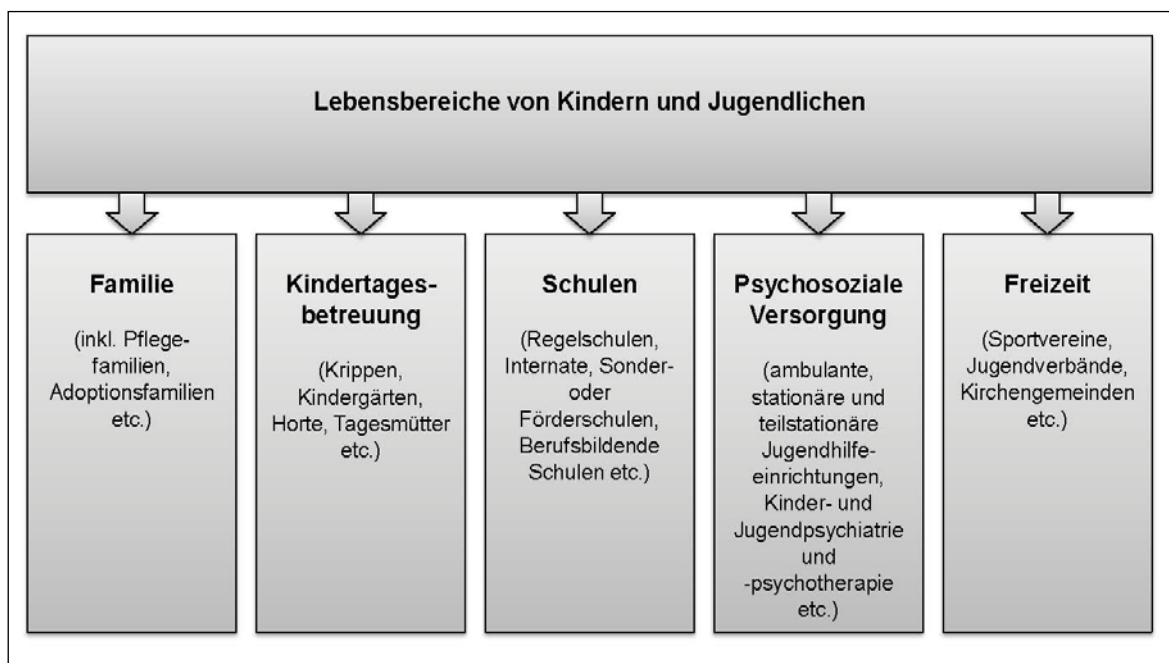 Lebensbereiche von Kindern und Jugendlichen
Familie
(inkl. Pflege-
familien,
Adoptionsfamilien
etc.)
Kindertages-
betreuung
(Krippen,
Kindergärten,
Horte, Tagesmütter
etc.)
Schulen
(Regelschulen,
Internate, Sonder-
oder
Förderschulen,
Berufsbildende
Schulen etc.)
Psychosoziale
Versorgung
(ambulante,
stationäre und
teilstationäre
Jugendhilfe-
einrichtungen,
Kinder- und
Jugendpsychiatrie
und
-psychotherapie
etc.)
Freizeit
(Sportvereine,
Jugendverbände,
Kirchengemeinden
etc.)